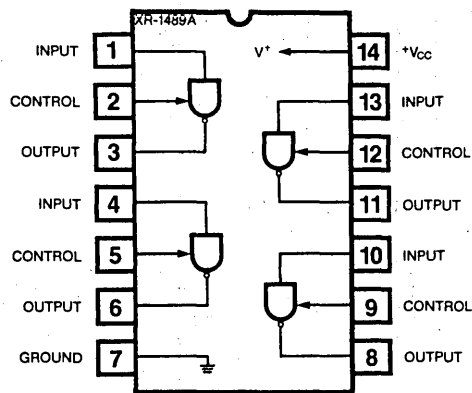 XR-1489A
INPUT 1
CONTROL 2
OUTPUT 3
INPUT 4
CONTROL 5
OUTPUT 6
GROUND 7
V+ 14 +VCC
13 INPUT
12 CONTROL
11 OUTPUT
10 INPUT
9 CONTROL
8 OUTPUT